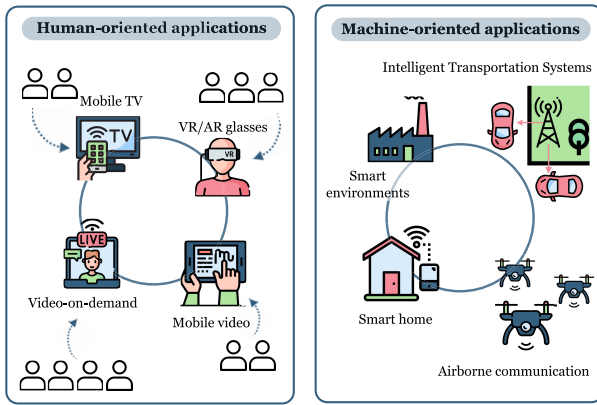 Human-oriented applications
Mobile TV
TV
VR/AR glasses
VR
LIVE
Video-on-demand
Mobile video
Machine-oriented applications
Intelligent Transportation Systems
Smart
environments
Smart home
Airborne communication